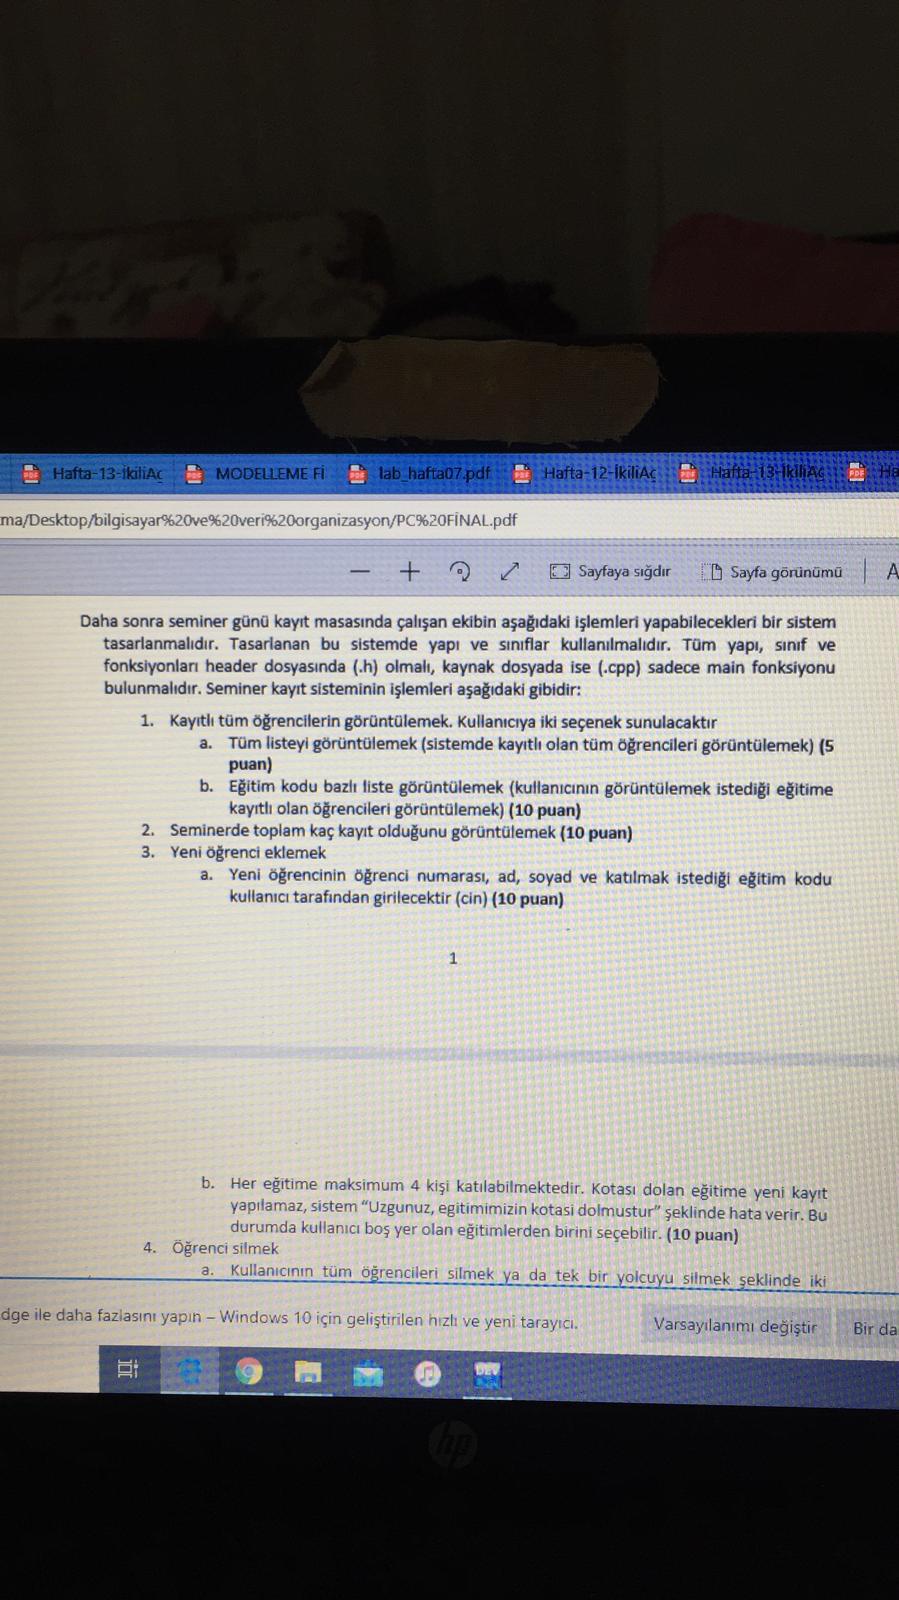 Hafta-13-ikiliAç MODELLEME Fİ lab_hafta07.pdf Hafta-12-İkiliAç Hafta-13-İkiliAç Ha
ma/Desktop/bilgisayar%20ve%20veri%20organizasyon/PC%20FİNAL.pdf
Sayfaya sığdır Sayfa görünümü A
Daha sonra seminer günü kayıt masasında çalışan ekibin aşağıdaki işlemleri yapabilecekleri bir sistem
tasarlanmalıdır. Tasarlanan bu sistemde yapı ve sınıflar kullanılmalıdır. Tüm yapı, sınıf ve
fonksiyonları header dosyasında (.h) olmalı, kaynak dosyada ise (.cpp) sadece main fonksiyonu
bulunmalıdır. Seminer kayıt sisteminin işlemleri aşağıdaki gibidir:
1. Kayıtlı tüm öğrencilerin görüntülemek. Kullanıcıya iki seçenek sunulacaktır
a. Tüm listeyi görüntülemek (sistemde kayıtlı olan tüm öğrencileri görüntülemek) (5
puan)
b. Eğitim kodu bazlı liste görüntülemek (kullanıcının görüntülemek istediği eğitime
kayıtlı olan öğrencileri görüntülemek) (10 puan)
2. Seminerde toplam kaç kayıt olduğunu görüntülemek (10 puan)
3. Yeni öğrenci eklemek
a. Yeni öğrencinin öğrenci numarası, ad, soyad ve katılmak istediği eğitim kodu
kullanıcı tarafından girilecektir (cin) (10 puan)
1
b. Her eğitime maksimum 4 kişi katılabilmektedir. Kotası dolan eğitime yeni kayıt
yapılamaz, sistem “Uzgunuz, egitimimizin kotasi dolmustur” şeklinde hata verir. Bu
durumda kullanıcı boş yer olan eğitimlerden birini seçebilir. (10 puan)
4. Öğrenci silmek
a. Kullanıcının tüm öğrencileri silmek ya da tek bir yolcuyu silmek şeklinde iki
dge ile daha fazlasını yapın – Windows 10 için geliştirilen hızlı ve yeni tarayıcı. Varsayılanımı değiştir Bir da
DEV
hp